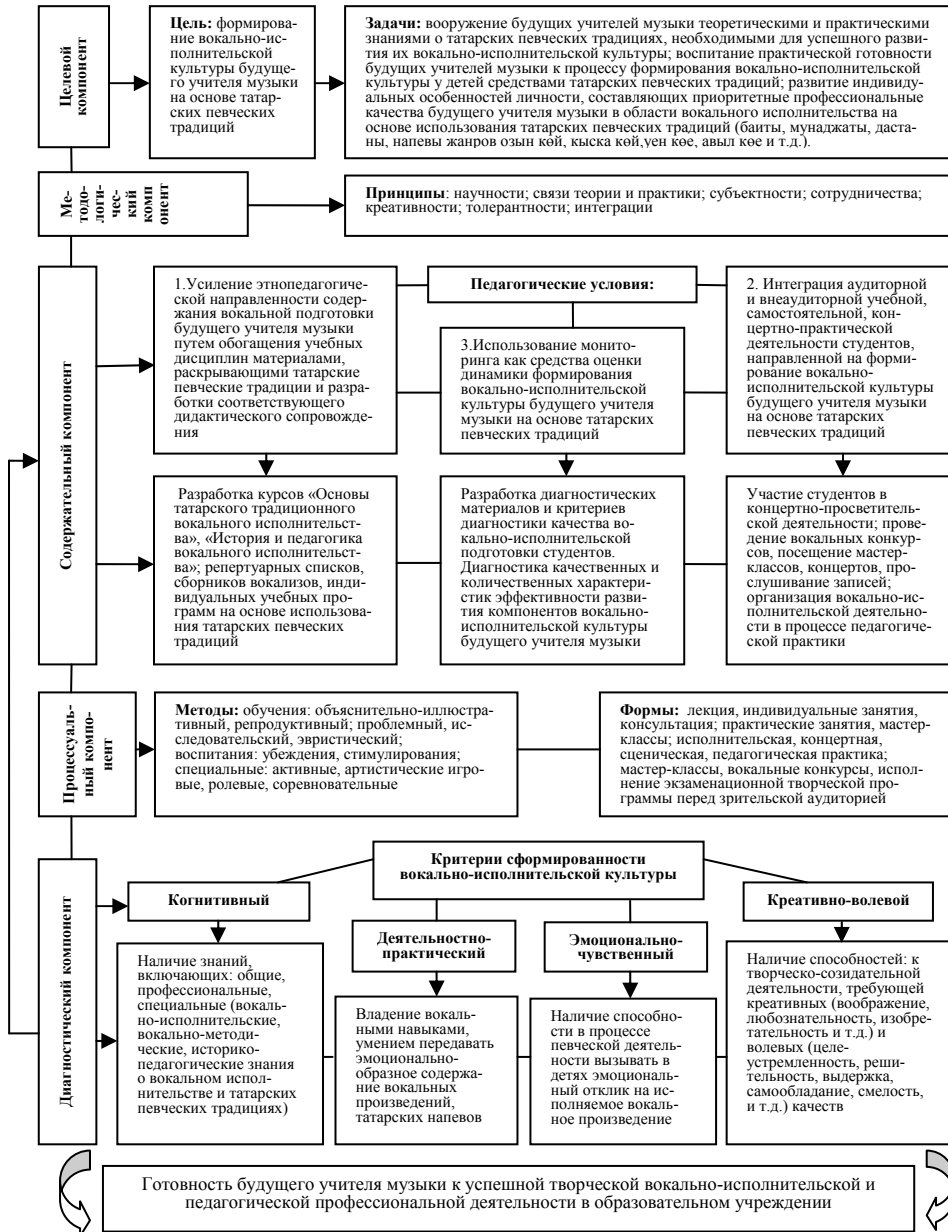 Целевой
компонент
Цель: формирова-
ние вокально-ис-
полнительской
культуры будуще-
го учителя музыки
на основе татар-
ских певческих
традиций
Задачи: вооружение будущих учителей музыки теоретическими и практическими
знаниями о татарских певческих традициях, необходимыми для успешного разви-
тия их вокально-исполнительской культуры; воспитание практической готовности
будущих учителей музыки к процессу формирования вокально-исполнительской
культуры у детей средствами татарских певческих традиций; развитие индивиду-
альных особенностей личности, составляющих приоритетные профессиональные
качества будущего учителя музыки в области вокального исполнительства на
основе использования татарских певческих традиций (баиты, мунаджаты, даста-
ны, напевы жанров озын көй, кыска көй,уен көе, авыл көе и т.д.).
Ме-
тодо-
логи-
чес-
кий
комп
онент
Принципы: научности; связи теории и практики; субъектности; сотрудничества;
креативности; толерантности; интеграции
Содержательный компонент
1.Усиление этнопедагоги-
ческой направленности содер-
жания вокальной подготовки
будущего учителя музыки
путем обогащения учебных
дисциплин материалами,
раскрывающими татарские
певческие традиции и разра-
ботки соответствующего
дидактического сопровожде-
ния
Педагогические условия:
3.Использование монито-
ринга как средства оценки
динамики формирования
вокально-исполнительской
культуры будущего учителя
музыки на основе татарских
певческих традиций
2. Интеграция аудиторной
и внеаудиторной учебной,
самостоятельной, кон-
цертно-практической
деятельности студентов,
направленной на форми-
рование вокально-
исполнительской культуры
будущего учителя музыки
на основе татарских
певческих традиций
Разработка курсов «Основы
татарского традиционного
вокального исполнительст-
ва», «История и педагогика
вокального исполнительст-
ва»; репертуарных списков,
сборников вокализов, инди-
видуальных учебных про-
грамм на основе использова-
ния татарских певческих
традиций
Разработка диагностических
материалов и критериев
диагностики качества во-
кально-исполнительской
подготовки студентов.
Диагностика качественных и
количественных характери-
стик эффективности разви-
тия компонентов вокально-
исполнительской культуры
будущего учителя музыки
Участие студентов в
концертно-просветитель-
ской деятельности; прове-
дение вокальных конкур-
сов, посещение мастер-
классов, концертов, про-
слушивание записей;
организация вокально-ис-
полнительской деятельно-
сти в процессе педагоги-
ческой практики
Процессуаль-
ный компо-
нент
Методы: обучения: объяснительно-иллюстра-
тивный, репродуктивный; проблемный, ис-
следовательский, эвристический;
воспитания: убеждения, стимулирования;
специальные: активные, артистические игро-
вые, ролевые, соревновательные
Формы: лекция, индивидуальные занятия,
консультация; практические занятия, мастер-
классы; исполнительская, концертная,
сценическая, педагогическая практика;
мастер-классы, вокальные конкурсы, испол-
нение экзаменационной творческой про-
граммы перед зрительской аудиторией
Диагностический компонент
Критерии сформированности
вокально-исполнительской культуры
Когнитивный
Деятельностно-
практический
Эмоционально-
чувственный
Креативно-волевой
Наличие знаний,
включающих: общие,
профессиональные,
специальные (вокаль-
но-исполнительские,
вокально-методи-
ческие, историко-
педагогические знания
о вокальном испол-
нительстве и татарских
певческих традициях)
Владение вокаль-
ными навыками,
умением передавать
эмоционально-
образное содержание
вокальных
произведений,
татарских напевов
Наличие способно-
сти в процессе
певческой деятель-
ности вызывать в
детях эмоциональ-
ный отклик на ис-
полняемое вокаль-
ное произведение
Наличие способностей: к
творческо-созидательной
деятельности, требующей
креативных (воображение,
любознательность, изобре-
тательность и т.д.) и
волевых (целе-
устремленность, реши-
тельность, выдержка,
самообладание, смелость,
и т.д.) качеств
Готовность будущего учителя музыки к успешной творческой вокально-исполнительской и
педагогической профессиональной деятельности в образовательном учреждении